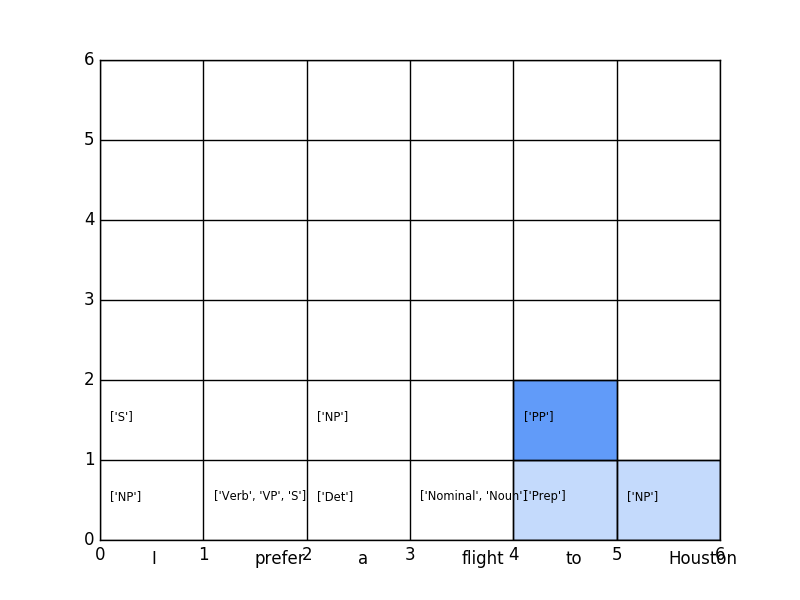 6
5
4
3
2
['S'] ['NP'] ['PP']
1
['NP'] ['Verb', 'VP', 'S'] ['Det'] ['Nominal', 'Noun'] ['Prep'] ['NP']
0
0 1 2 3 4 5 6
I prefer a flight to Houston